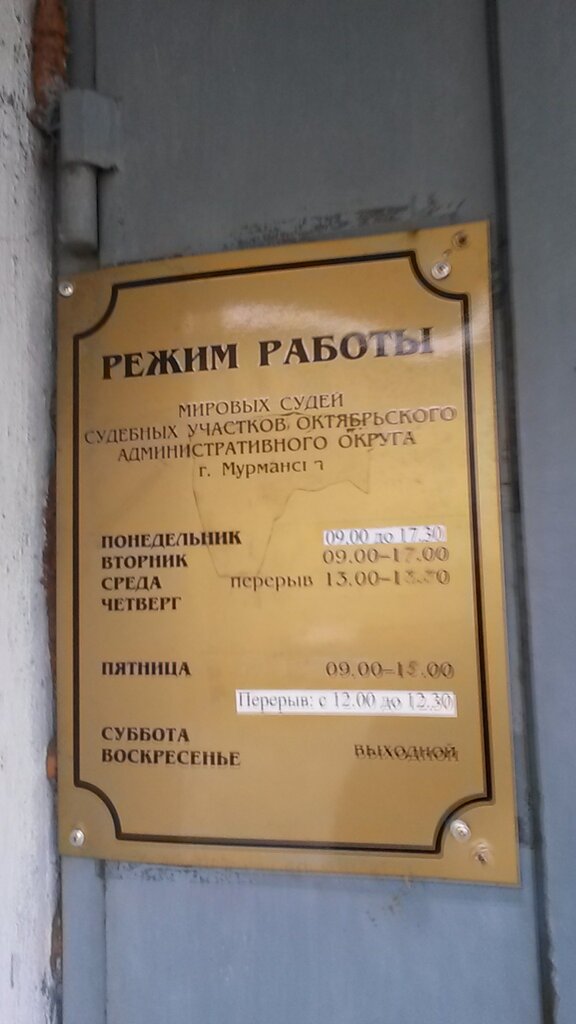 РЕЖИМ РАБОТЫ
МИРОВЫХ СУДЕЙ
СУДЕБНЫХ УЧАСТКОВ ОКТЯБРЬСКОГО
АДМИНИСТРАТИВНОГО ОКРУГА
г.
ПОНЕДЕЛЬНИК 09.00 до 17.30
ВТОРНИК 09.00-17.00
СРЕДА перерыв 13.00-
ЧЕТВЕРГ
ПЯТНИЦА 09.00-
Перерыв: с 12.00 до 12.30
СУББОТА
ВОСКРЕСЕНЬЕ ВЫХОДНОЙ